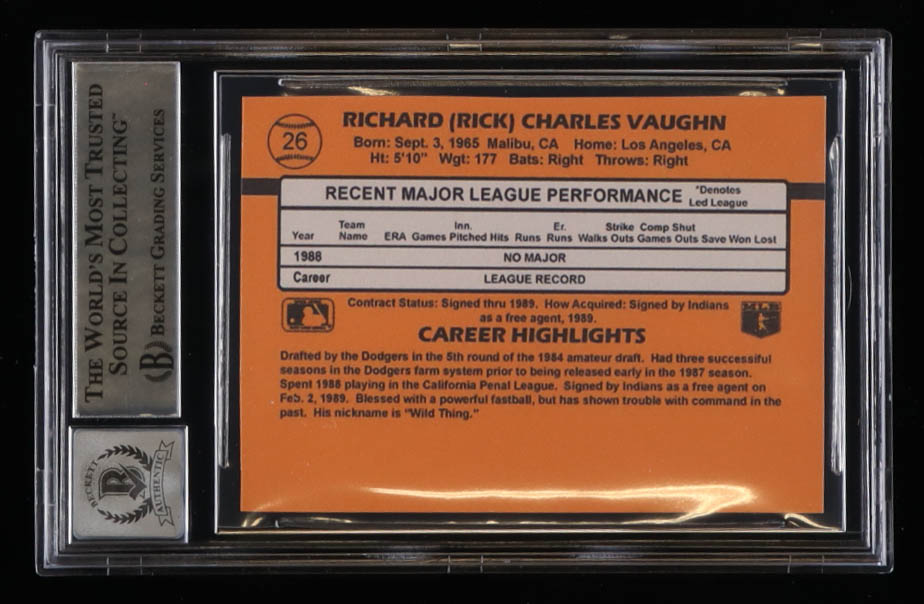 THE WORLD'S MOST TRUSTED
SOURCE IN COLLECTING™
BECKETT GRADING SERVICES
BECKETT
AUTHENTIC
26
RICHARD (RICK) CHARLES VAUGHN
Born: Sept. 3, 1965 Malibu, CA Home: Los Angeles, CA
Ht: 5'10" Wgt: 177 Bats: Right Throws: Right
RECENT MAJOR LEAGUE PERFORMANCE
*Denotes
Led League
Team Inn. Er. Strike Comp Shut
Year Name ERA Games Pitched Hits Runs Runs Walks Outs Games Outs Save Won Lost
1988 NO MAJOR
Career LEAGUE RECORD
Contract Status: Signed thru 1989. How Acquired: Signed by Indians
as a free agent, 1989.
MLB
CAREER HIGHLIGHTS
Drafted by the Dodgers in the 5th round of the 1984 amateur draft. Had three successful
seasons in the Dodgers farm system prior to being released early in the 1987 season.
Spent 1988 playing in the California Penal League. Signed by Indians as a free agent on
Feb. 2, 1989. Blessed with a powerful fastball, but has shown trouble with command in the
past. His nickname is "Wild Thing."